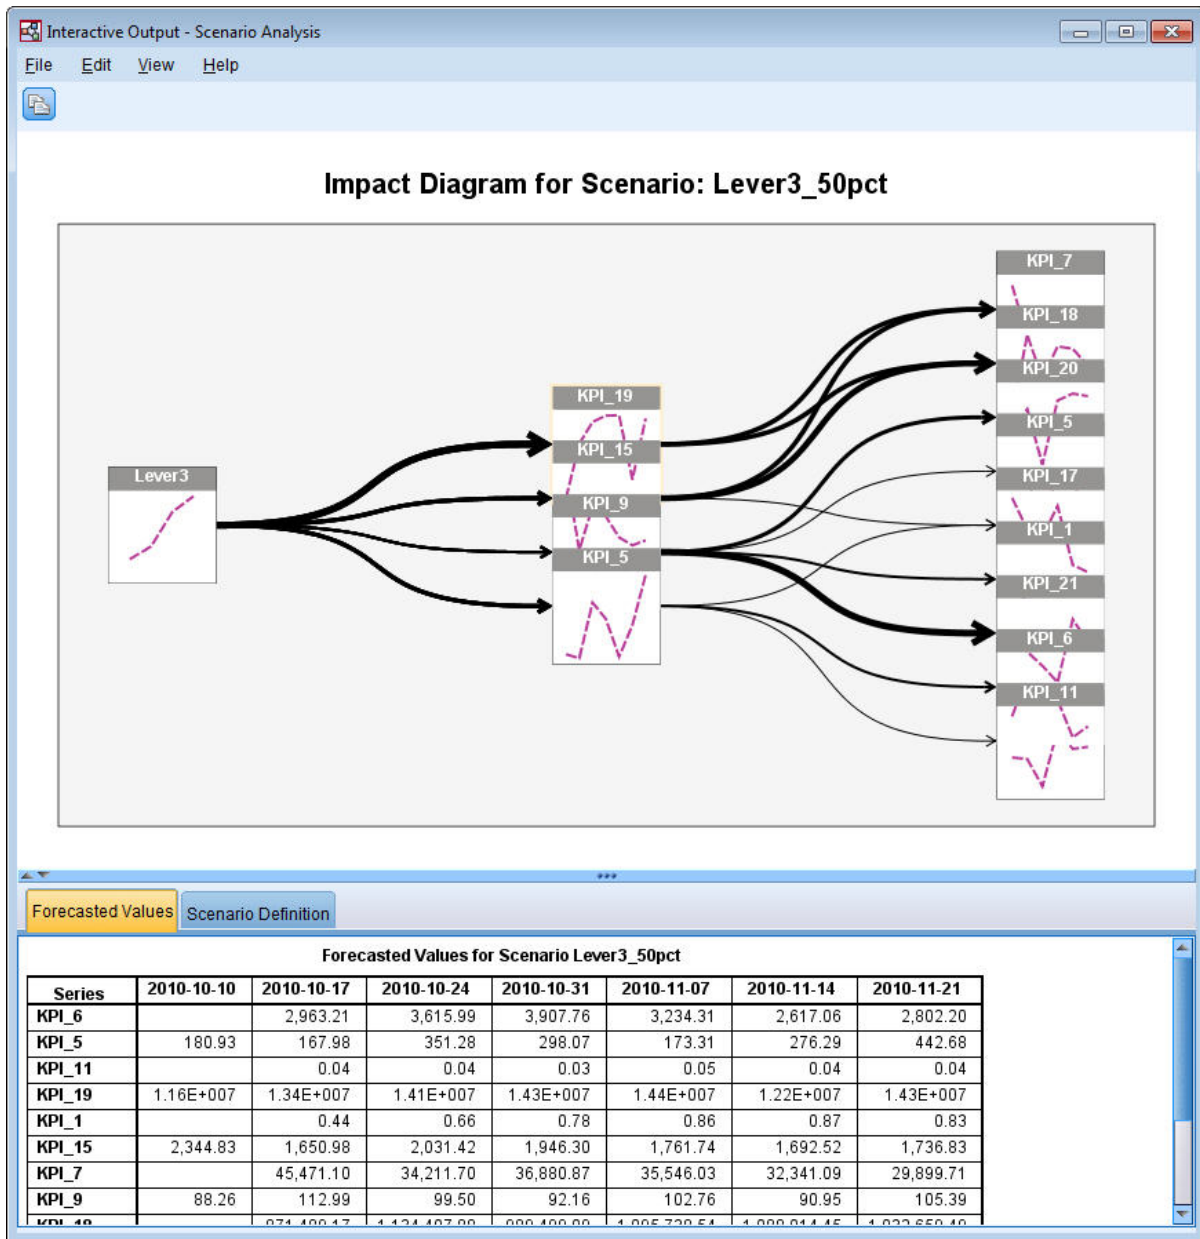 Interactive Output - Scenario Analysis
File Edit View Help
Impact Diagram for Scenario: Lever3_50pct
KPI_7
KPI_18
KPI_20
KPI_19
KPI_5
KPI_15
Lever3
KPI_17
KPI_9
KPI_1
KPI_5
KPI_21
KPI_6
KPI_11
Forecasted Values Scenario Definition
Forecasted Values for Scenario Lever3_50pct
Series 2010-10-10 2010-10-17 2010-10-24 2010-10-31 2010-11-07 2010-11-14 2010-11-21
KPI_6 2,963.21 3,615.99 3,907.76 3,234.31 2,617.06 2,802.20
KPI_5 180.93 167.98 351.28 298.07 173.31 276.29 442.68
KPI_11 0.04 0.04 0.03 0.05 0.04 0.04
KPI_19 1.16E+007 1.34E+007 1.41E+007 1.43E+007 1.44E+007 1.22E+007 1.43E+007
KPI_1 0.44 0.66 0.78 0.86 0.87 0.83
KPI_15 2,344.83 1,650.98 2,031.42 1,946.30 1,761.74 1,692.52 1,736.83
KPI_7 45,471.10 34,211.70 36,880.87 35,546.03 32,341.09 29,899.71
KPI_9 88.26 112.99 99.50 92.16 102.76 90.95 105.39
KPI_18